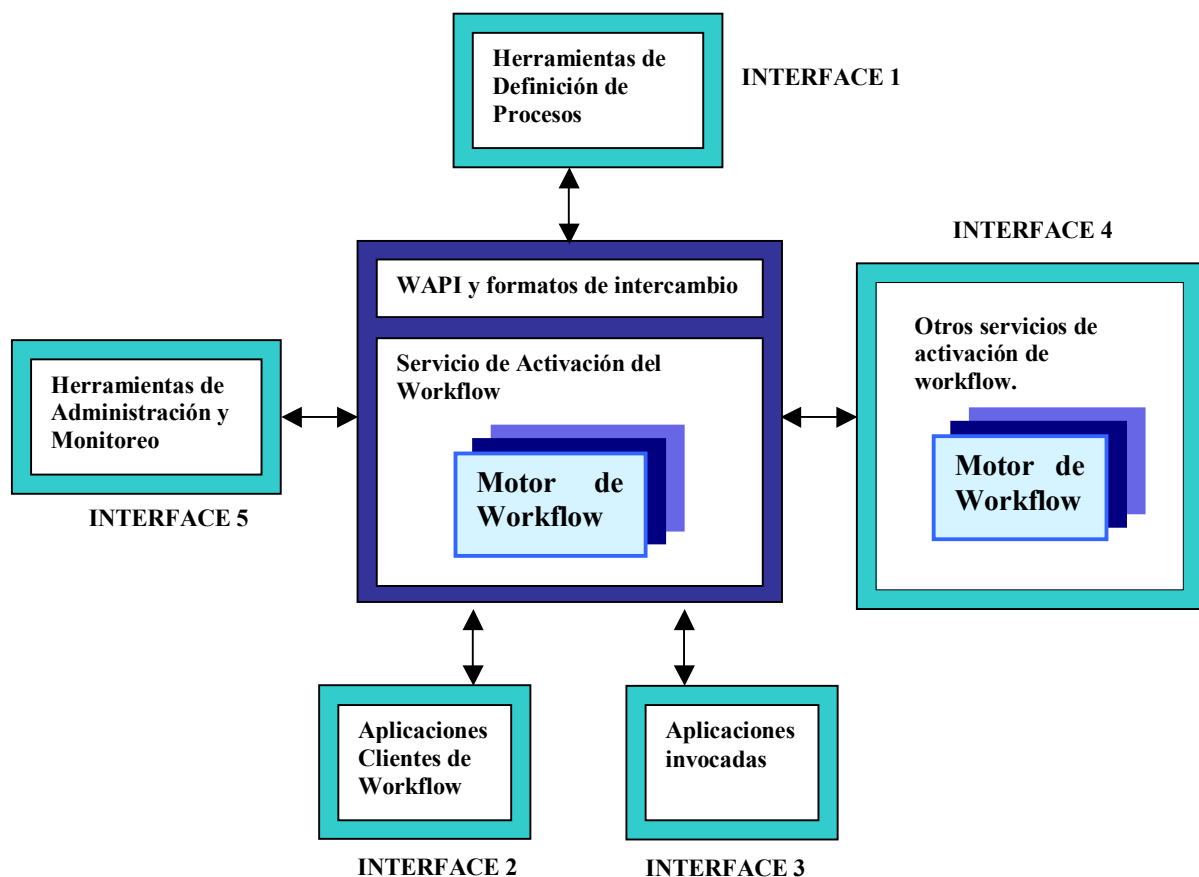 Herramientas de
Definición de
Procesos
INTERFACE 1
WAPI y formatos de intercambio
Servicio de Activación del
Workflow
Motor de
Workflow
INTERFACE 4
Otros servicios de
activación de
workflow.
Motor de
Workflow
Herramientas de
Administración y
Monitoreo
INTERFACE 5
Aplicaciones
Clientes de
Workflow
INTERFACE 2
Aplicaciones
invocadas
INTERFACE 3